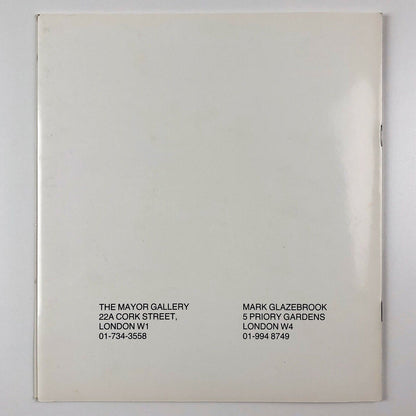 THE MAYOR GALLERY
22A CORK STREET,
LONDON W1
01-734-3558
MARK GLAZEBROOK
5 PRIORY GARDENS
LONDON W4
01-994 8749